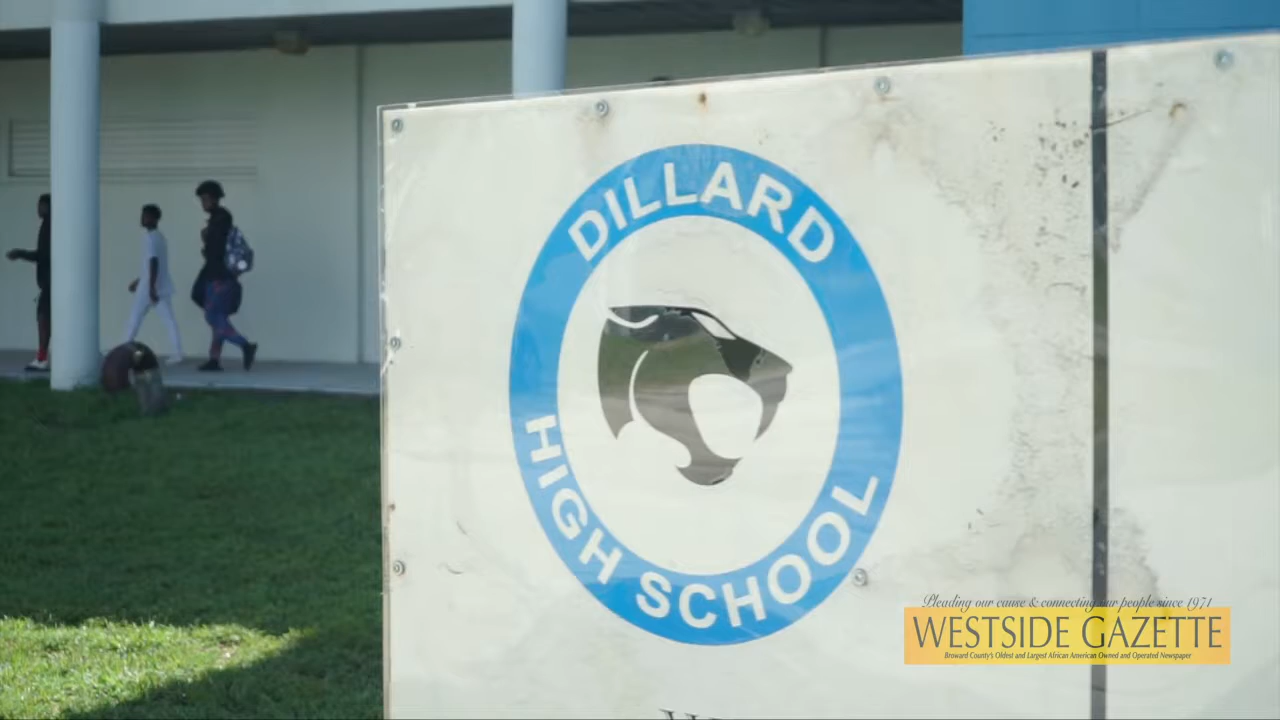 DILLARD
HIGH SCHOOL
Pleading our cause & connecting our people since 1971
WESTSIDE GAZETTE
Broward County's Oldest and Largest African American Owned and Operated Newspaper